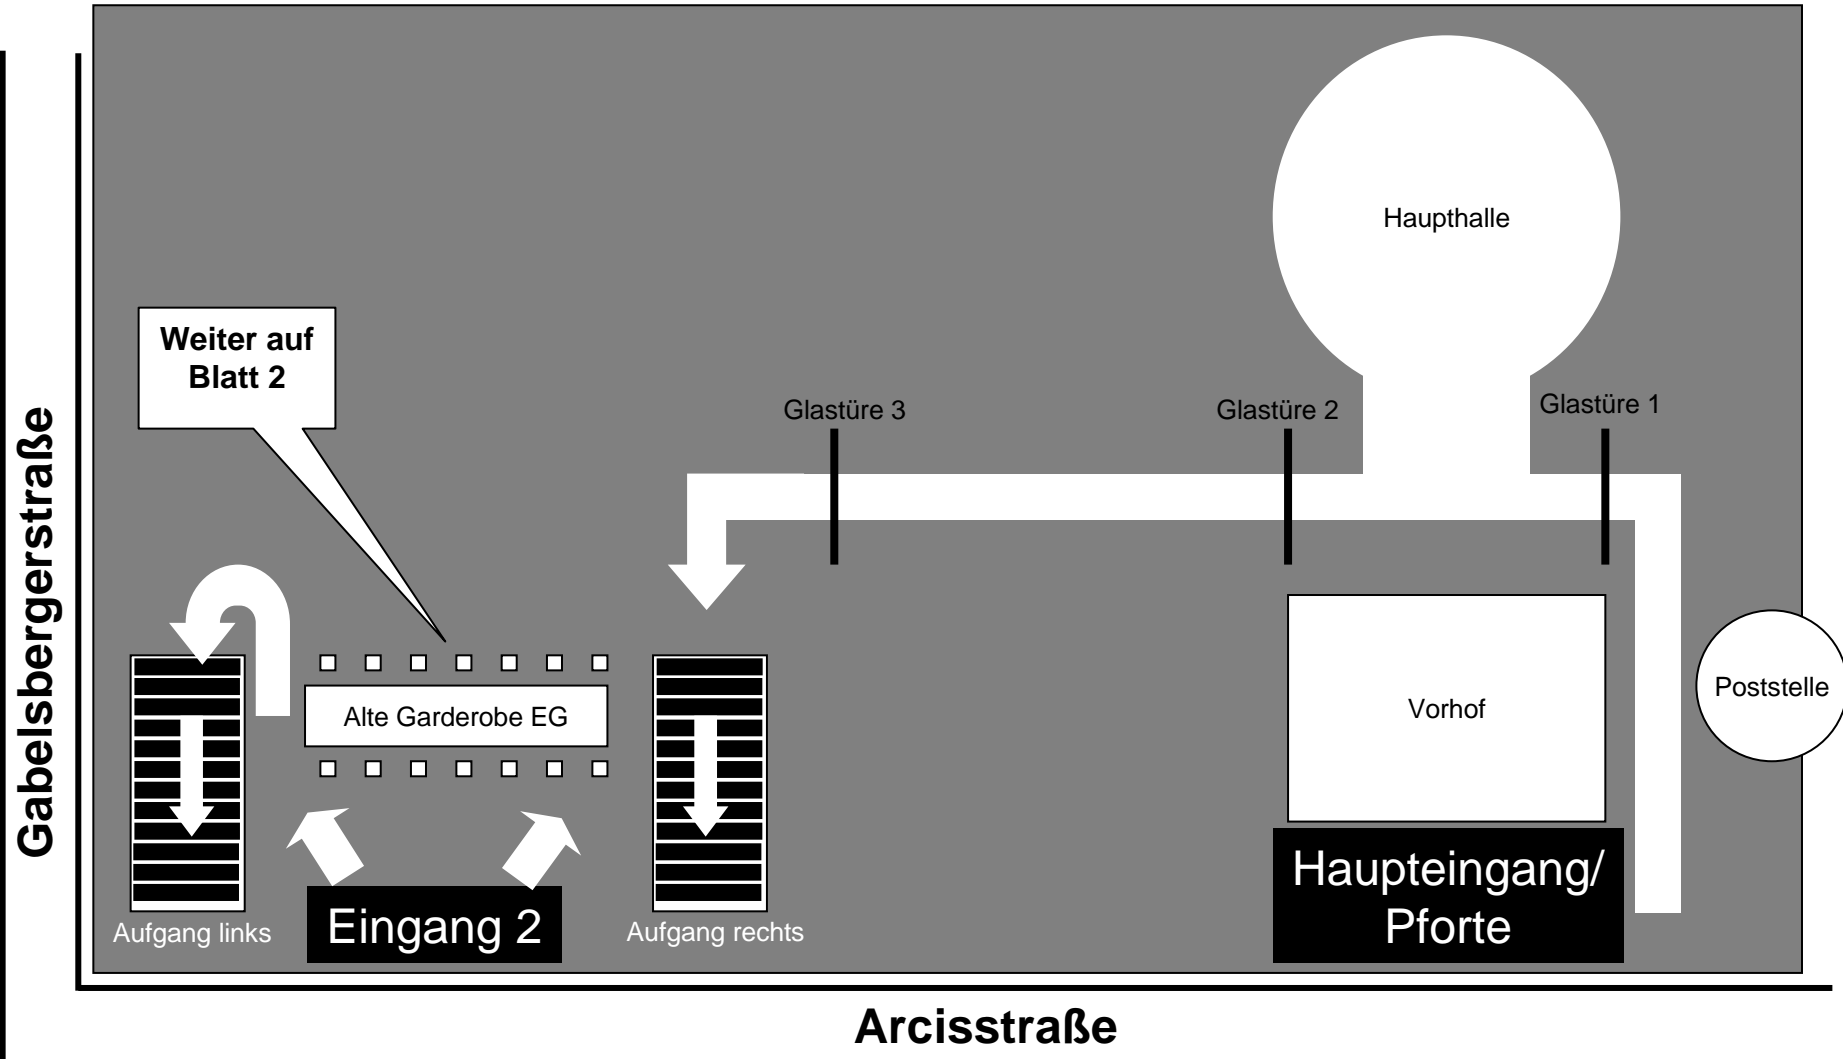 Haupthalle
Weiter auf
Blatt 2
Glastüre 3
Glastüre 2
Glastüre 1
Gabelsbergerstraße
Alte Garderobe EG
Vorhof
Poststelle
Haupteingang/
Pforte
Eingang 2
Aufgang links
Aufgang rechts
Arcisstraße